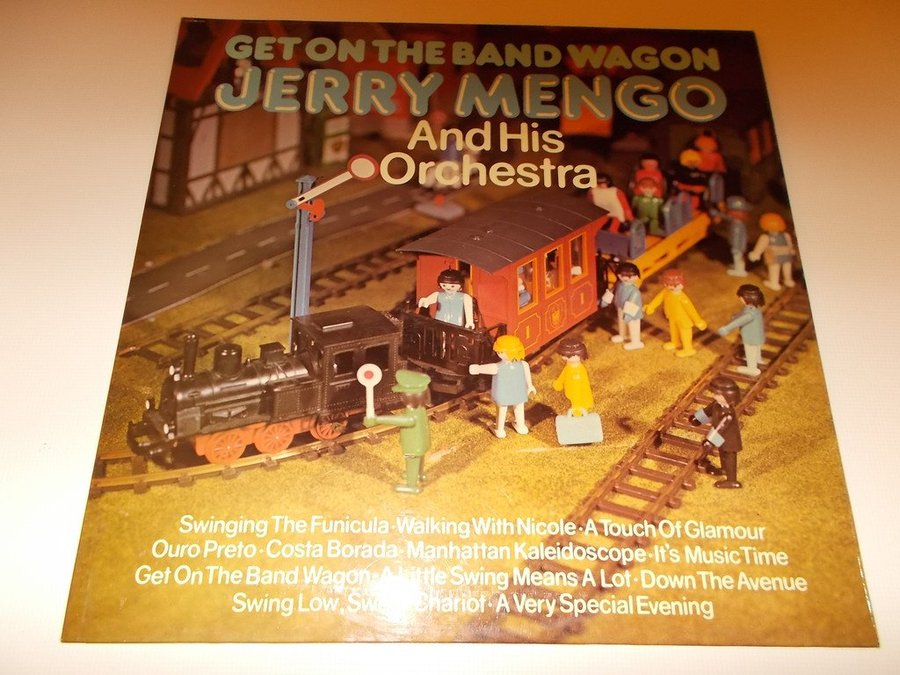 GET ON THE BAND WAGON
JERRY MENGO
And His
Orchestra
Swinging The Funicula · Walking With Nicole · A Touch Of Glamour
Ouro Preto · Costa Borada · Manhattan Kaleidoscope · It's Music Time
Get On The Band Wagon · A Little Swing Means A Lot · Down The Avenue
Swing Low, Sweet Chariot · A Very Special Evening